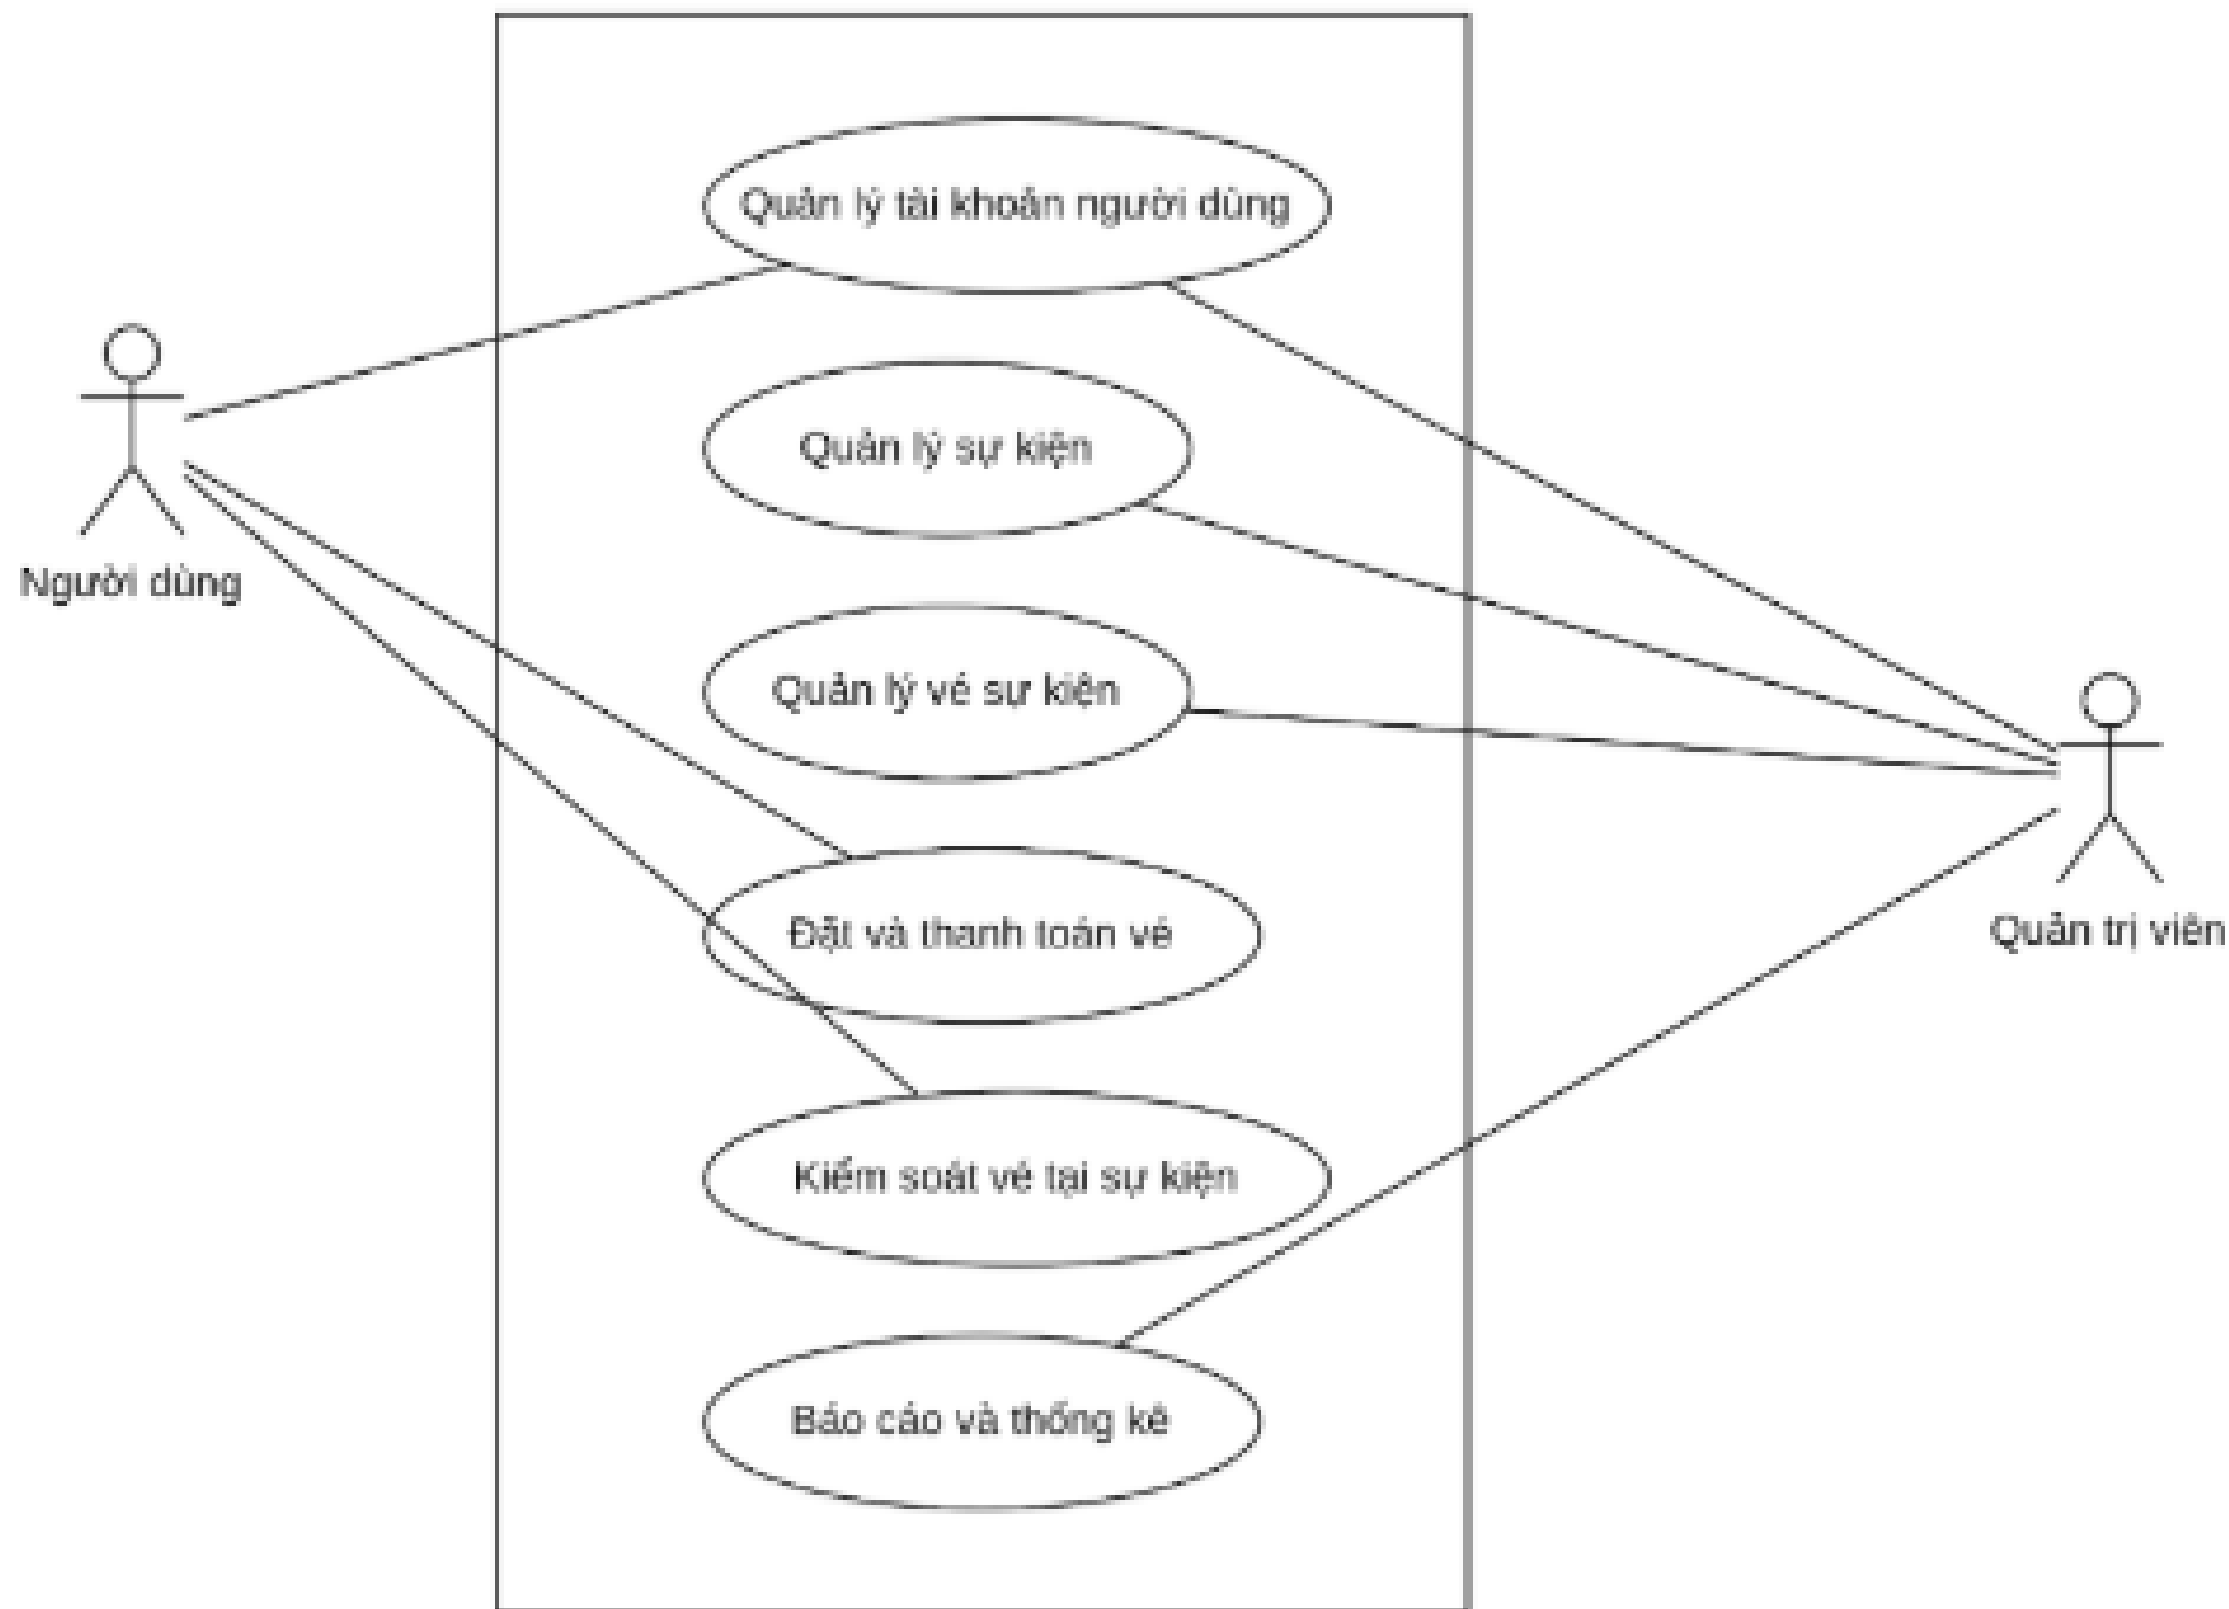 Quản lý tài khoản người dùng
Quản lý sự kiện
Người dùng
Quản lý vé sự kiện
Đặt và thanh toán vé
Quản trị viên
Kiểm soát vé tại sự kiện
Báo cáo và thống kê